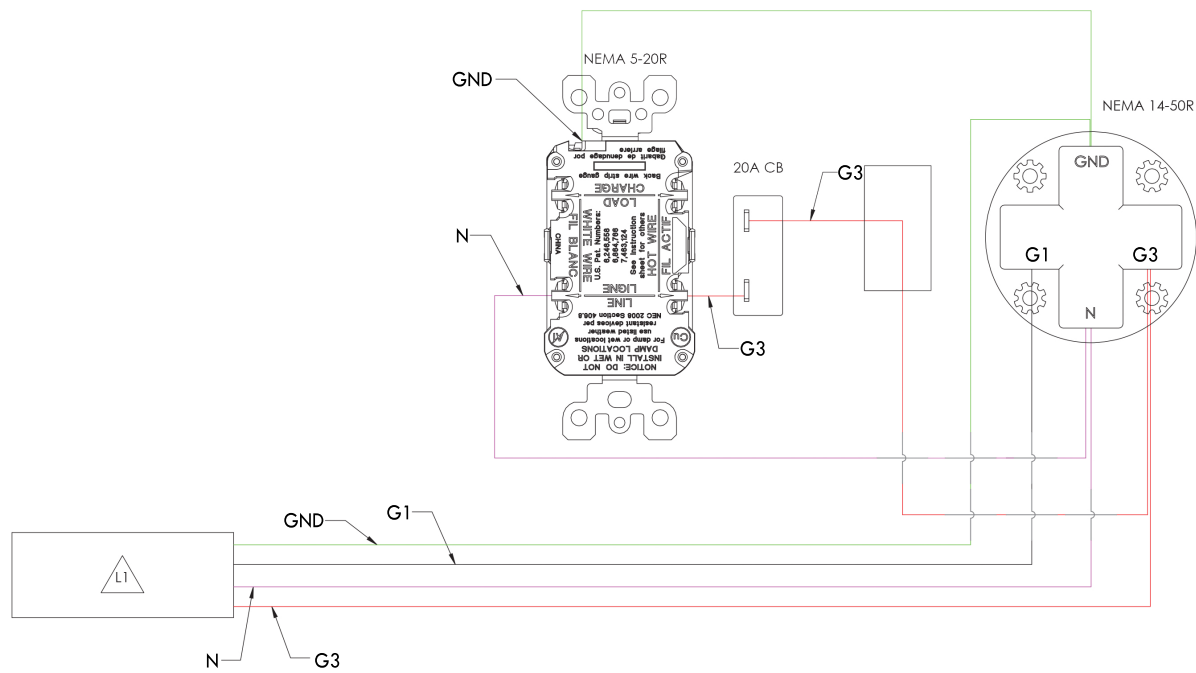 NEMA 5-20R
GND
NEMA 14-50R
filage arriere
Gabarit de denudage por
Back wire strip gauge
CHARGE
LOAD
20A CB
G3
GND
N
CHINA
FIL BLANC
WHITE WIRE
U.S. Pat. Numbers:
6,246,558
6,864,766
7,463,124
See instruction
sheet for others
HOT WIRE
FIL ACTIF
G1
G3
LIGNE
LINE
N
NEC 2008 Section 406.8
resistant devices per
use listed weather
For damp or wet locations
Al
Cu
G3
DAMP LOCATIONS
INSTALL IN WET OR
NOTICE: DO NOT
GND
G1
L1
N
G3